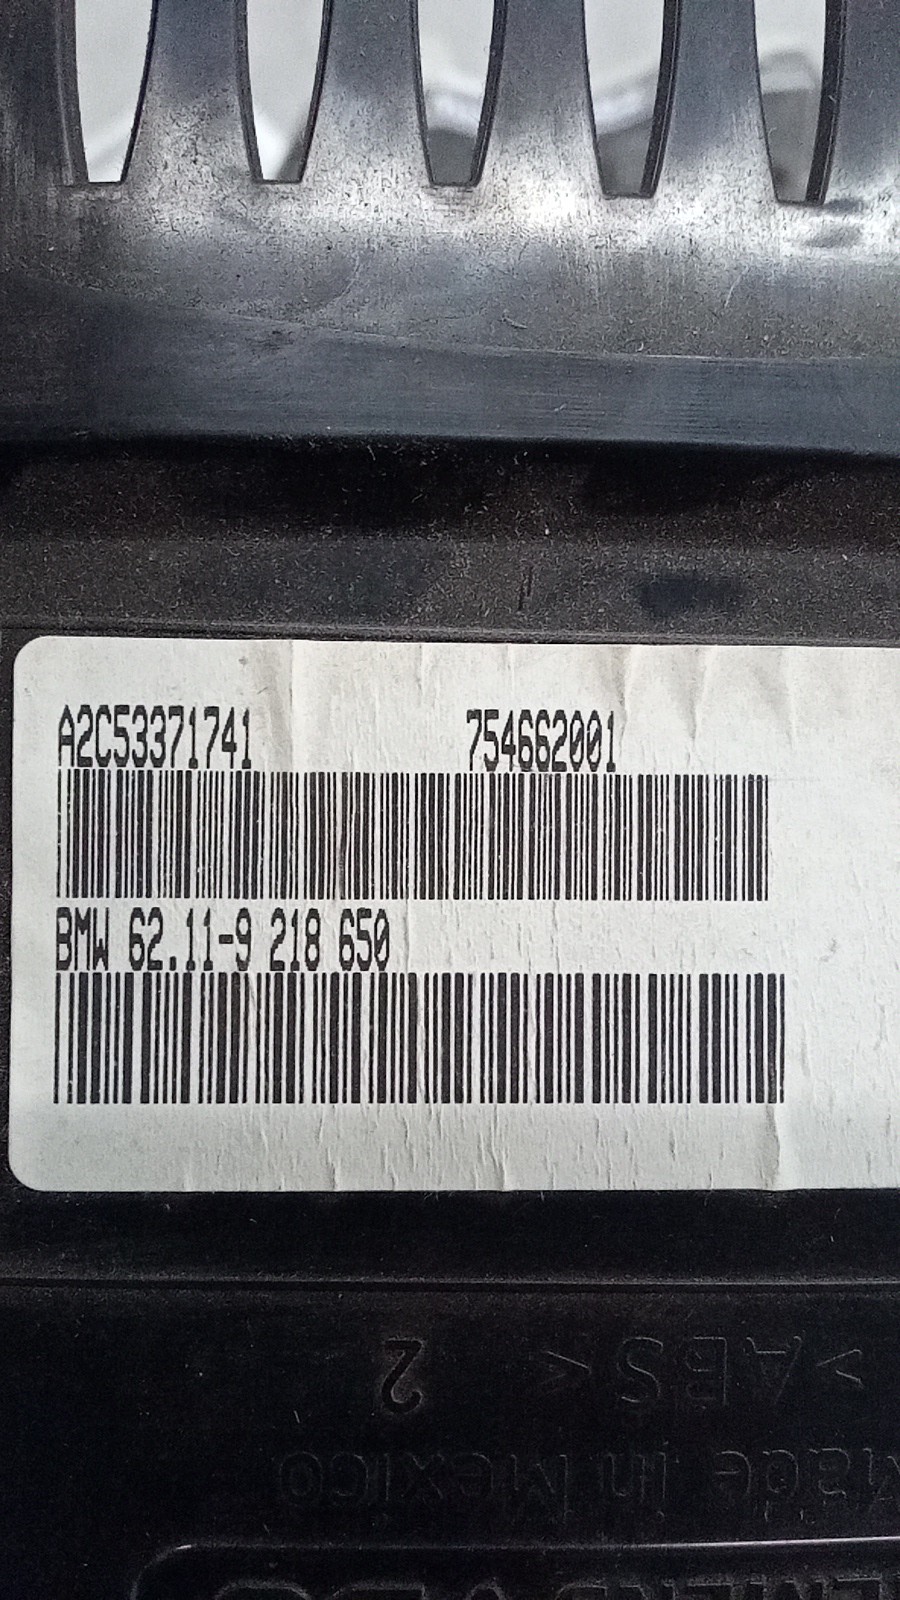 A2C53371741 754662001
BMW 62.11-9 218 650
2 >ABS<
Made in Mexico